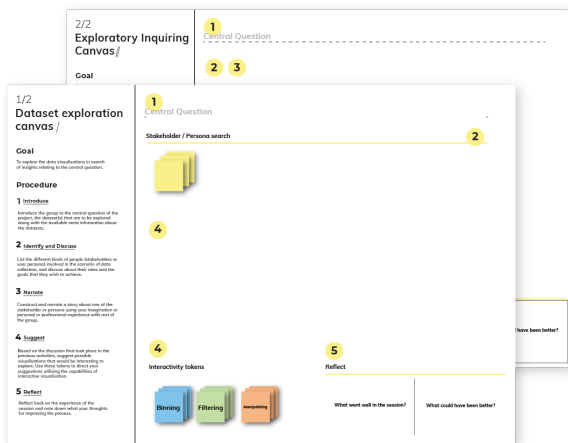 2/2
Exploratory Inquiring
Canvas//
Goal
1
Central Question
2 3
have been better?
1/2
Dataset exploration
canvas /
Goal
To explore the data visualisations in search
of insights relating to the central question.
Procedure
1 Introduce
Introduce the group to the central question of the
project, the dataset(s) that are to be explored
along with the available meta information about
the datasets.
2 Identify and Discuss
List the different kinds of people (stakeholders or
user persona) involved in the scenario of data
collection, and discuss about their roles and the
goals that they wish to achieve.
3 Narrate
Construct and narrate a story about one of the
stakeholder or persona using your imagination or
personal or professional experience with rest of
the group.
4 Suggest
Based on the discussion that took place in the
previous activities, suggest possible
visualisations that would be interesting to
explore. Use these tokens to direct your
suggestions utilising the capabilities of
interactive visualisation.
5 Reflect
Reflect back on the experience of the
session and note down what your thoughts
for improving the process.
1
Central Question
Stakeholder / Persona search
2
4
4
Interactivity tokens
Binning
Filtering
Manipulating
5
Reflect
What went well in the session?
What could have been better?